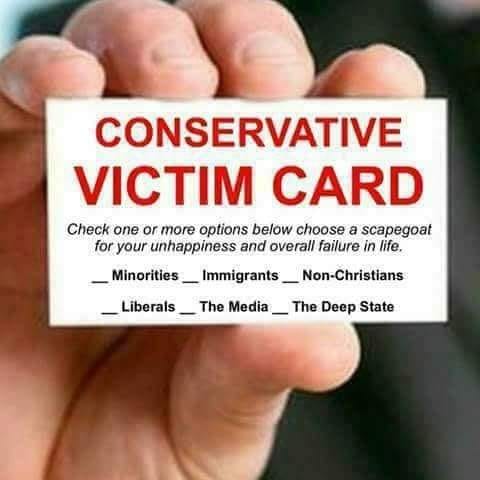 CONSERVATIVE
VICTIM CARD
Check one or more options below choose a scapegoat
for your unhappiness and overall failure in life.
__ Minorities __ Immigrants __ Non-Christians
__ Liberals __ The Media __ The Deep State